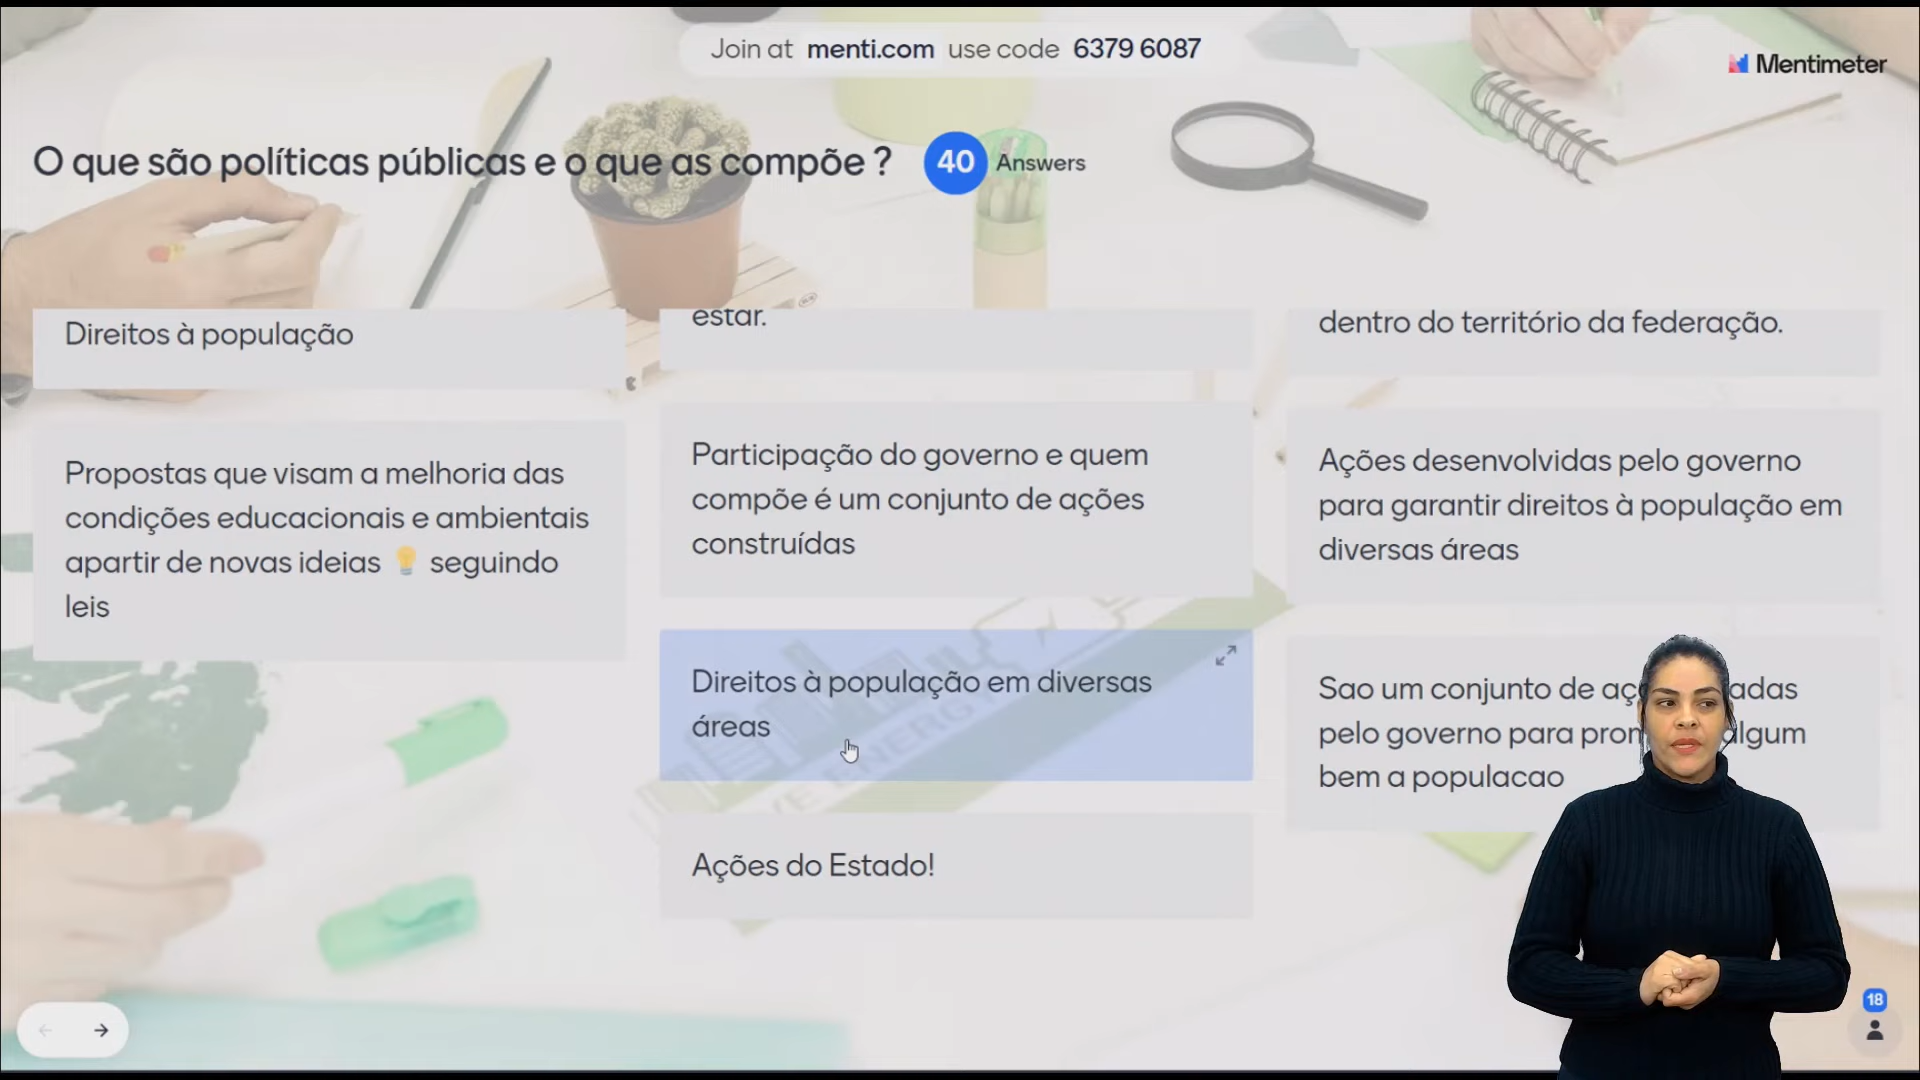 Join at menti.com use code 6379 6087
Mentimeter
O que são políticas públicas e o que as compõe ? 40 Answers
Direitos à população
Propostas que visam a melhoria das
condições educacionais e ambientais
apartir de novas ideias 💡 seguindo
leis
estar.
Participação do governo e quem
compõe é um conjunto de ações
construídas
Direitos à população em diversas
áreas
Ações do Estado!
dentro do território da federação.
Ações desenvolvidas pelo governo
para garantir direitos à população em
diversas áreas
Sao um conjunto de adas
pelo governo para algum
bem a populacao
18